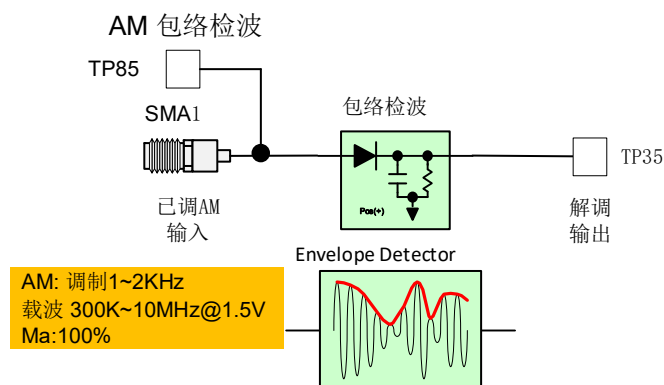 AM 包络检波
TP85
SMA1
包络检波
TP35
Pos(+)
已调AM
输入
解调
输出
Envelope Detector
AM: 调制1~2KHz
载波 300K~10MHz@1.5V
Ma:100%